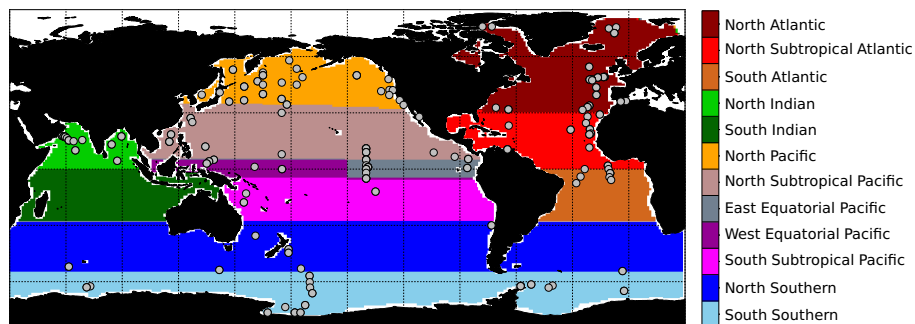 North Atlantic
North Subtropical Atlantic
South Atlantic
North Indian
South Indian
North Pacific
North Subtropical Pacific
East Equatorial Pacific
West Equatorial Pacific
South Subtropical Pacific
North Southern
South Southern